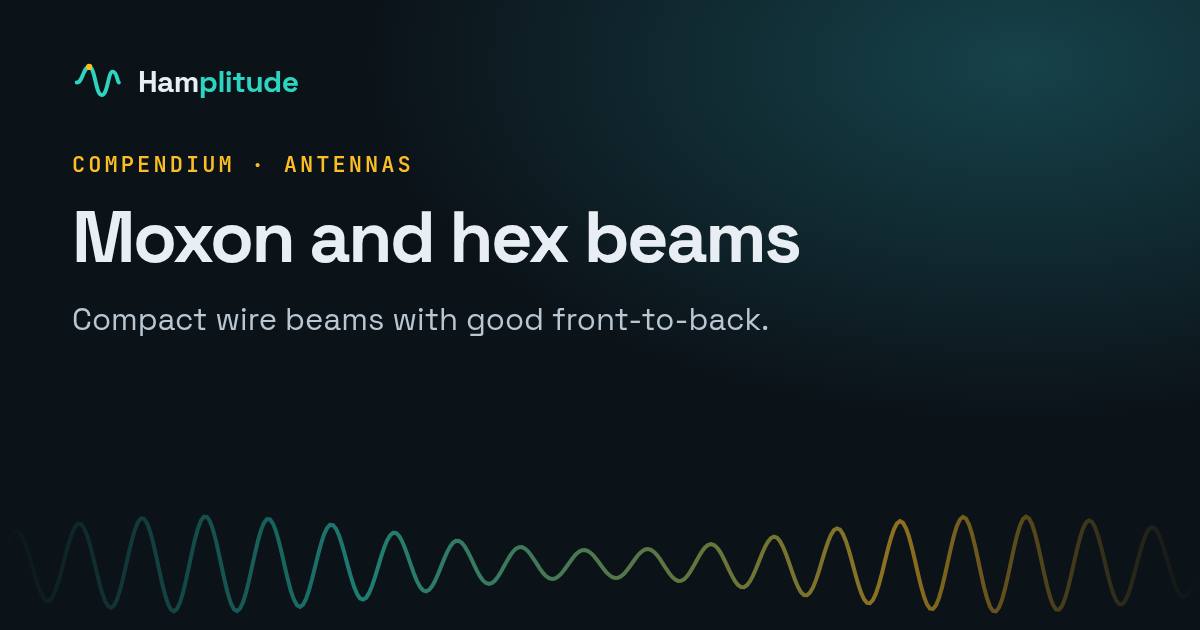 Hamplitude
COMPENDIUM · ANTENNAS
Moxon and hex beams
Compact wire beams with good front-to-back.